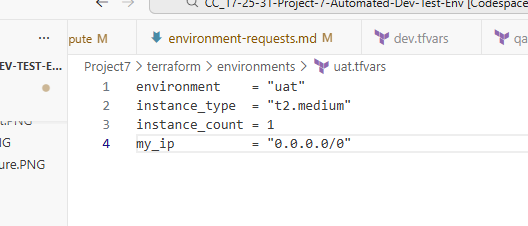 CC_17-25-31-Project-7-Automated-Dev-Test-Env [Codespac
pute M
environment-requests.md M
dev.tfvars
qa
EV-TEST-E...
Project7 > terraform > environments > uat.tfvars
1 environment = "uat"
2 instance_type = "t2.medium"
3 instance_count = 1
4 my_ip = "0.0.0.0/0"
t.PNG
IG
ure.PNG